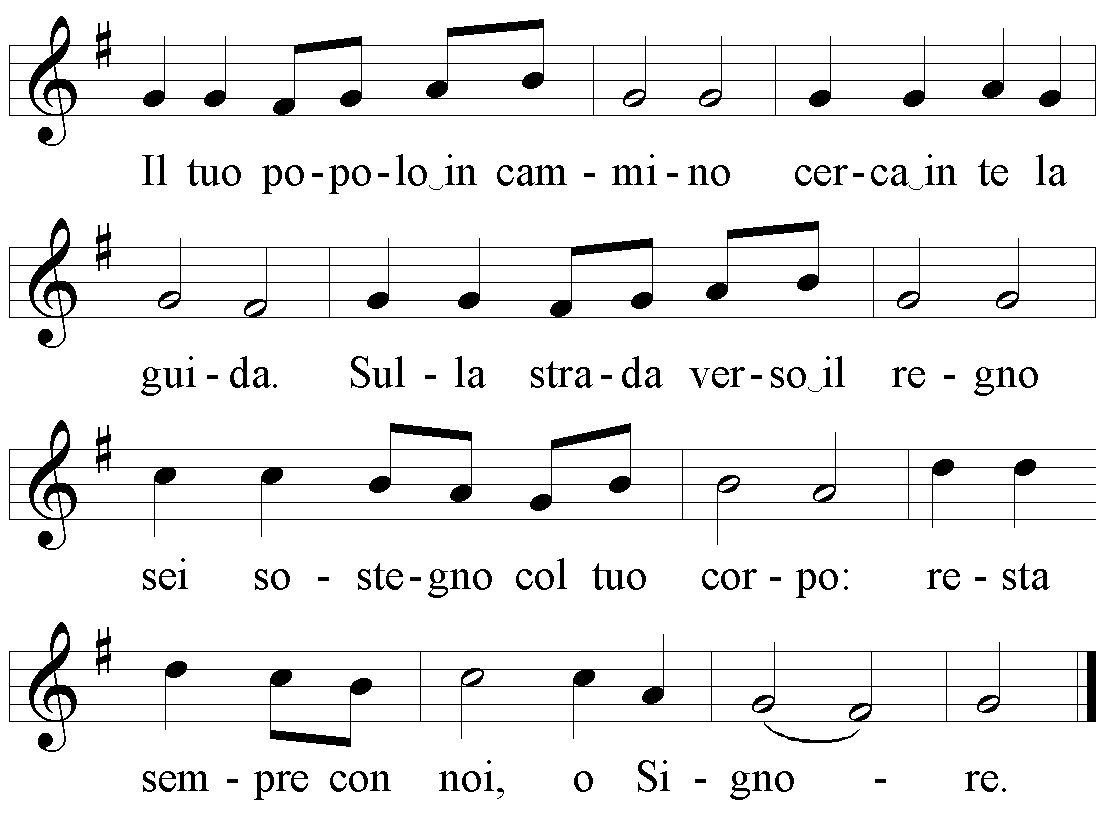 Il tuo po-po-lo‿in cam - mi - no cer-ca‿in te la
gui - da. Sul - la stra-da ver-so‿il re - gno
sei so - ste-gno col tuo cor - po: re - sta
sem - pre con noi, o Si - gno - re.